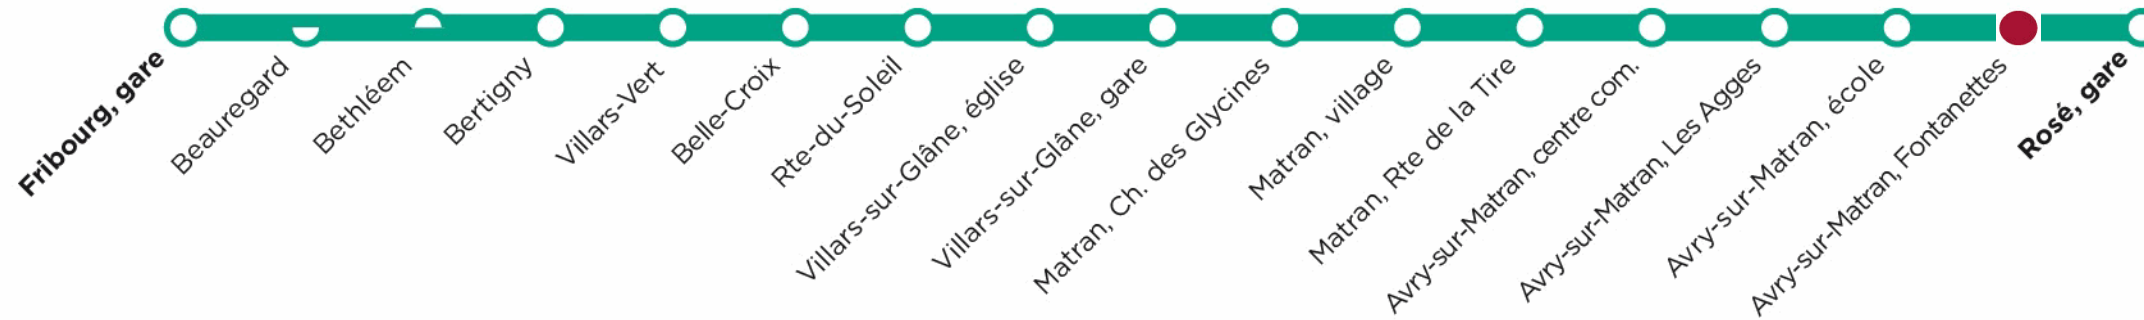 Fribourg, gare
Beauregard
Bethléem
Bertigny
Villars-Vert
Belle-Croix
Rte-du-Soleil
Villars-sur-Glâne, église
Villars-sur-Glâne, gare
Matran, Ch. des Glycines
Matran, village
Matran, Rte de la Tire
Avry-sur-Matran, centre com.
Avry-sur-Matran, Les Agges
Avry-sur-Matran, école
Avry-sur-Matran, Fontanettes
Rosé, gare